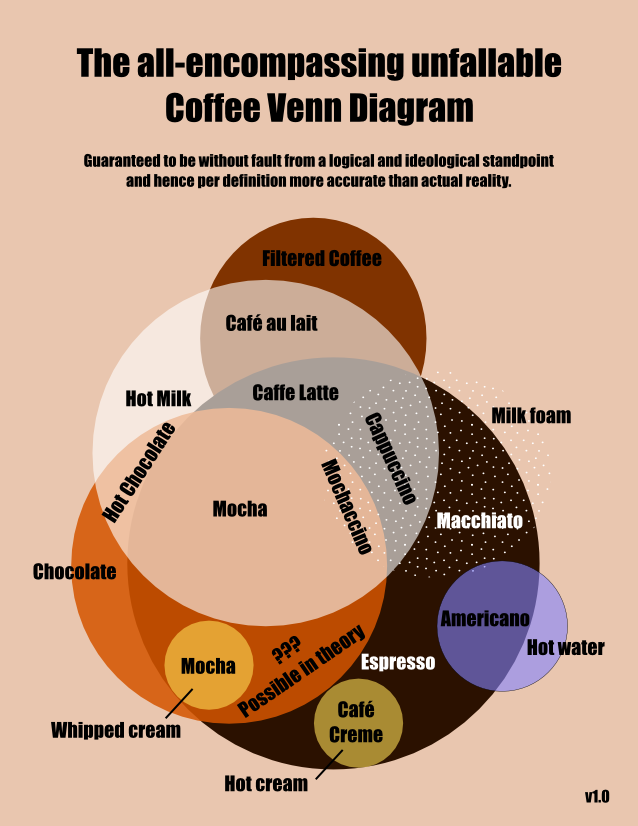 The all-encompassing unfallable
Coffee Venn Diagram
Guaranteed to be without fault from a logical and ideological standpoint
and hence per definition more accurate than actual reality.
Filtered Coffee
Café au lait
Hot Milk
Caffe Latte
Milk foam
Cappuccino
Hot Chocolate
Mochaccino
Mocha
Macchiato
Chocolate
Americano
Hot water
???
Possible in theory
Espresso
Mocha
Whipped cream
Café
Creme
Hot cream
v1.0